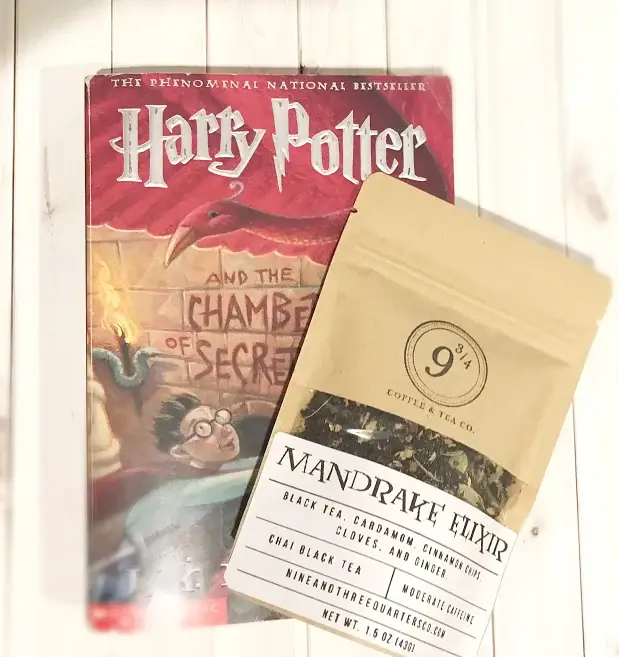 THE PHENOMENAL NATIONAL BESTSELLER
Harry Potter
AND THE
CHAMBE
OF SECRE
9 3/4
COFFEE & TEA CO.
MANDRAKE ELIXIR
BLACK TEA, CARDAMOM, CINNAMON CHIPS,
CLOVES, AND GINGER
CHAI BLACK TEA
MODERATE CAFFEINE
NINEANDTHREEQUARTERSCO.COM
NET WT. 1.5 OZ (43G)